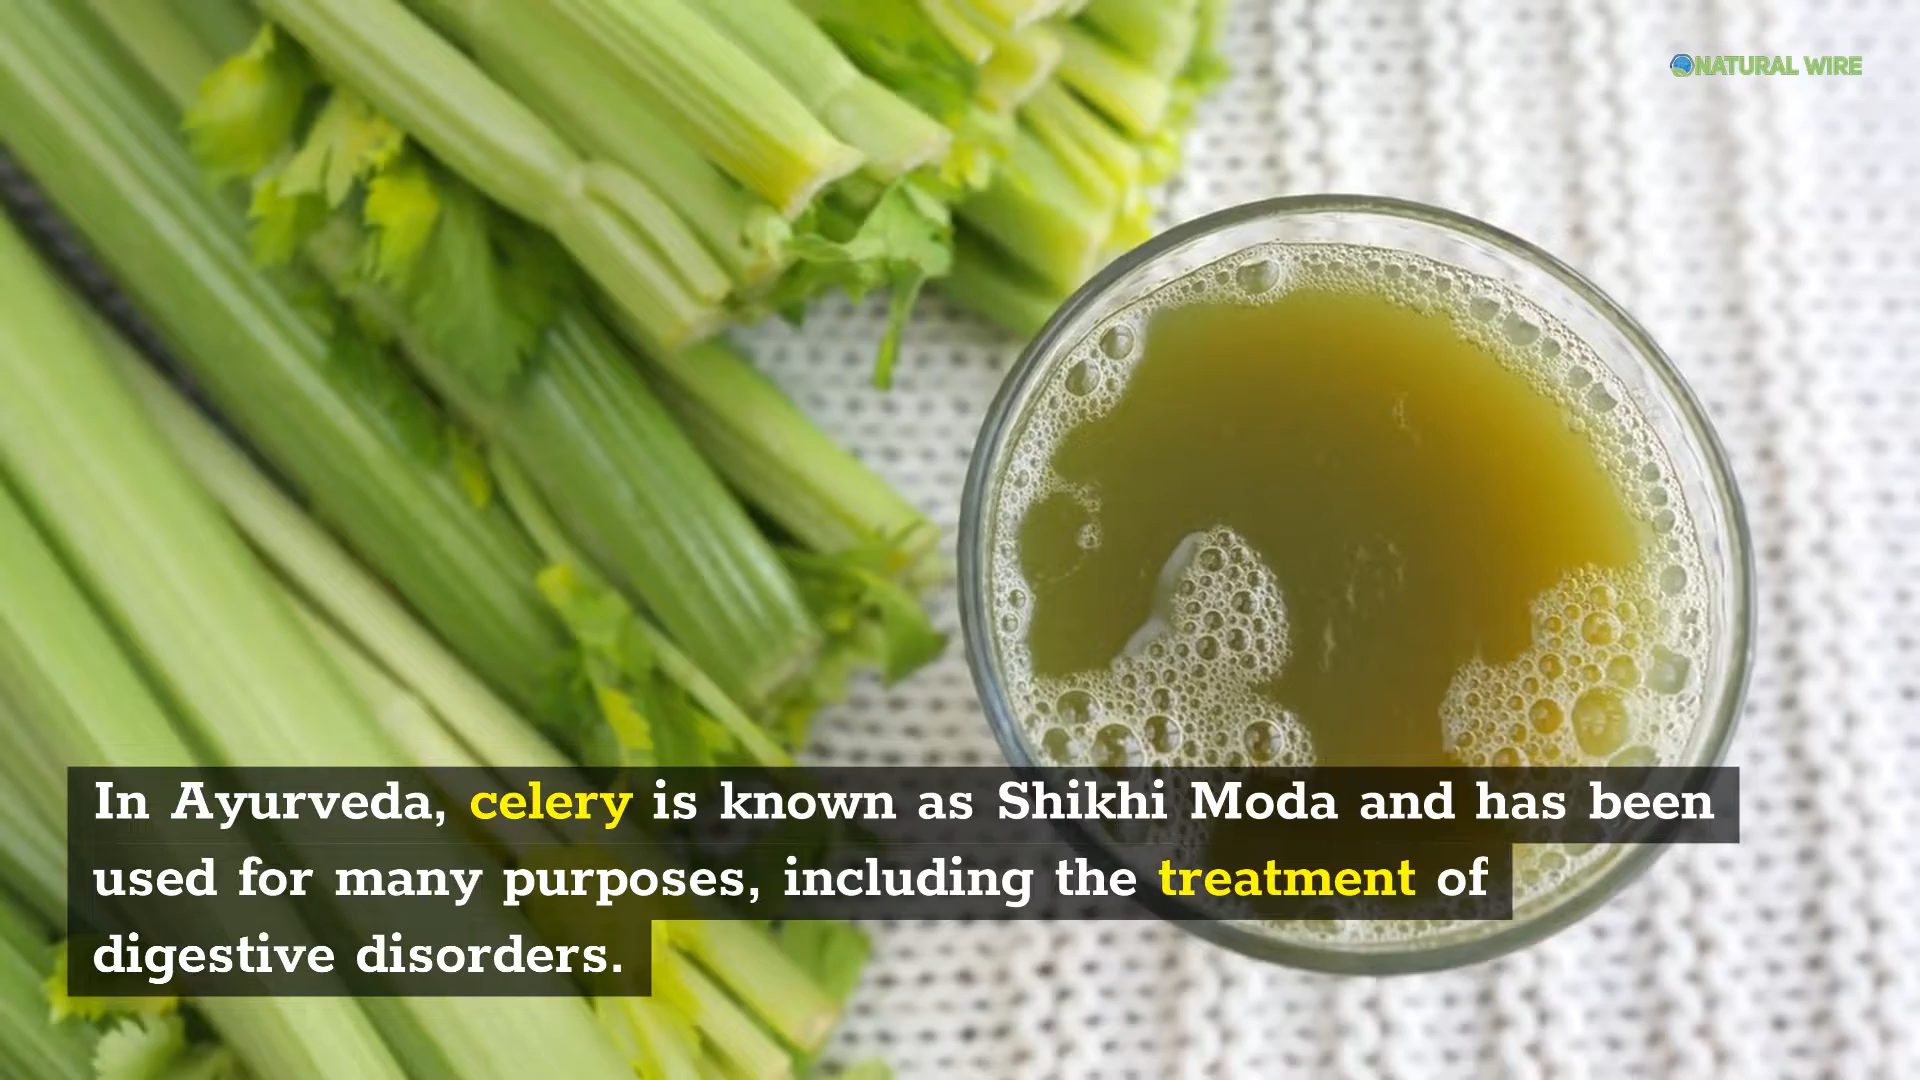 NATURAL WIRE
In Ayurveda, celery is known as Shikhi Moda and has been
used for many purposes, including the treatment of
digestive disorders.